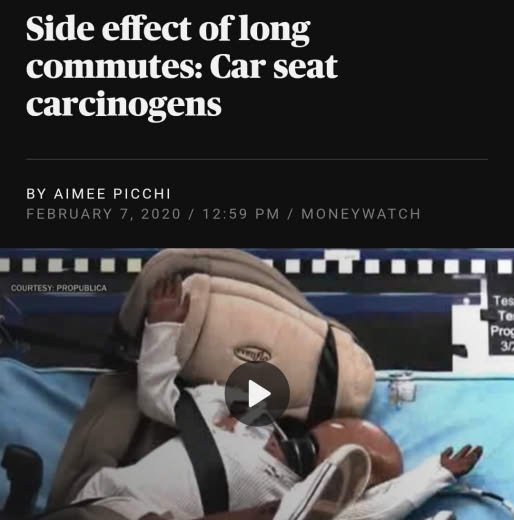 Side effect of long
commutes: Car seat
carcinogens
BY AIMEE PICCHI
FEBRUARY 7, 2020 / 12:59 PM / MONEYWATCH
COURTESY: PROPUBLICA
Tes
Te
Prog
3/2